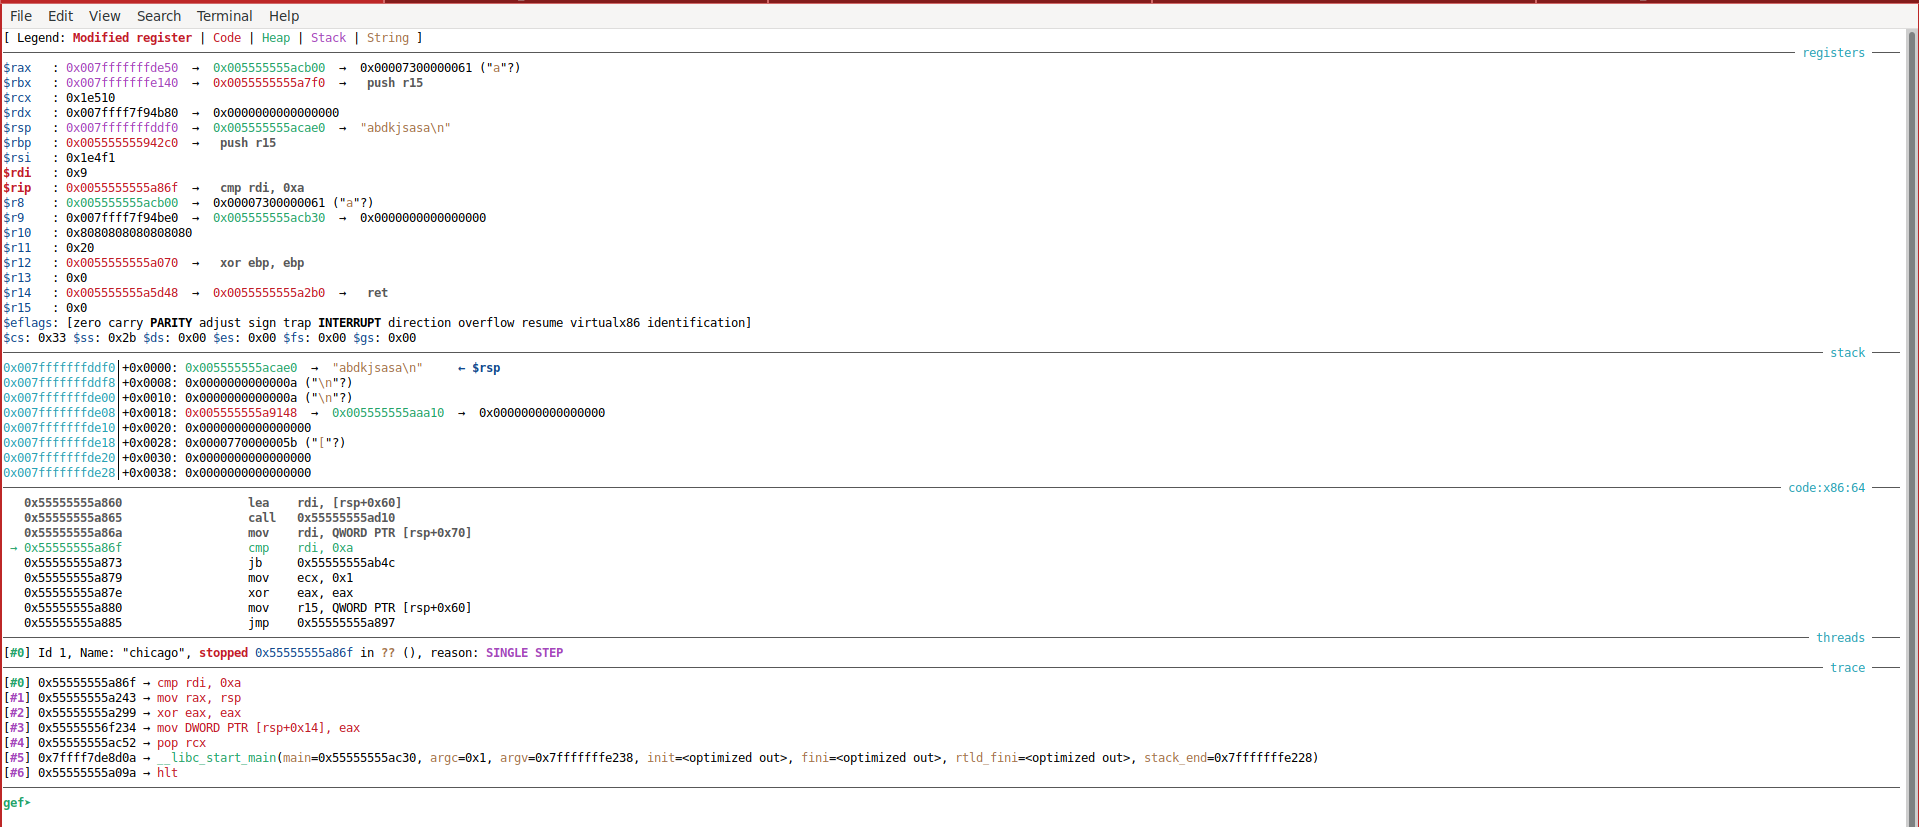 File Edit View Search Terminal Help
[ Legend: Modified register | Code | Heap | Stack | String ]
registers
$rax : 0x007fffffffde50 → 0x005555555acb00 → 0x00007300000061 ("a"?)
$rbx : 0x007fffffffe140 → 0x0055555555a7f0 → push r15
$rcx : 0x1e510
$rdx : 0x007ffff7f94b80 → 0x0000000000000000
$rsp : 0x007fffffffddf0 → 0x005555555acae0 → "abdkjsasa\n"
$rbp : 0x005555555942c0 → push r15
$rsi : 0x1e4f1
$rdi : 0x9
$rip : 0x0055555555a86f → cmp rdi, 0xa
$r8 : 0x005555555acb00 → 0x00007300000061 ("a"?)
$r9 : 0x007ffff7f94be0 → 0x005555555acb30 → 0x0000000000000000
$r10 : 0x8080808080808080
$r11 : 0x20
$r12 : 0x0055555555a070 → xor ebp, ebp
$r13 : 0x0
$r14 : 0x005555555a5d48 → 0x0055555555a2b0 → ret
$r15 : 0x0
$eflags: [zero carry PARITY adjust sign trap INTERRUPT direction overflow resume virtualx86 identification]
$cs: 0x33 $ss: 0x2b $ds: 0x00 $es: 0x00 $fs: 0x00 $gs: 0x00
stack
0x007fffffffddf0│+0x0000: 0x005555555acae0 → "abdkjsasa\n" ← $rsp
0x007fffffffddf8│+0x0008: 0x0000000000000a ("\n"?)
0x007fffffffde00│+0x0010: 0x0000000000000a ("\n"?)
0x007fffffffde08│+0x0018: 0x005555555a9148 → 0x005555555aaa10 → 0x0000000000000000
0x007fffffffde10│+0x0020: 0x0000000000000000
0x007fffffffde18│+0x0028: 0x0000770000005b ("["?)
0x007fffffffde20│+0x0030: 0x0000000000000000
0x007fffffffde28│+0x0038: 0x0000000000000000
code:x86:64
0x55555555a860 lea rdi, [rsp+0x60]
0x55555555a865 call 0x55555555ad10
0x55555555a86a mov rdi, QWORD PTR [rsp+0x70]
→ 0x55555555a86f cmp rdi, 0xa
0x55555555a873 jb 0x55555555ab4c
0x55555555a879 mov ecx, 0x1
0x55555555a87e xor eax, eax
0x55555555a880 mov r15, QWORD PTR [rsp+0x60]
0x55555555a885 jmp 0x55555555a897
threads
[#0] Id 1, Name: "chicago", stopped 0x55555555a86f in ?? (), reason: SINGLE STEP
trace
[#0] 0x55555555a86f → cmp rdi, 0xa
[#1] 0x55555555a243 → mov rax, rsp
[#2] 0x55555555a299 → xor eax, eax
[#3] 0x55555556f234 → mov DWORD PTR [rsp+0x14], eax
[#4] 0x55555555ac52 → pop rcx
[#5] 0x7ffff7de8d0a → __libc_start_main(main=0x55555555ac30, argc=0x1, argv=0x7fffffffe238, init=<optimized out>, fini=<optimized out>, rtld_fini=<optimized out>, stack_end=0x7fffffffe228)
[#6] 0x55555555a09a → hlt
gef➤